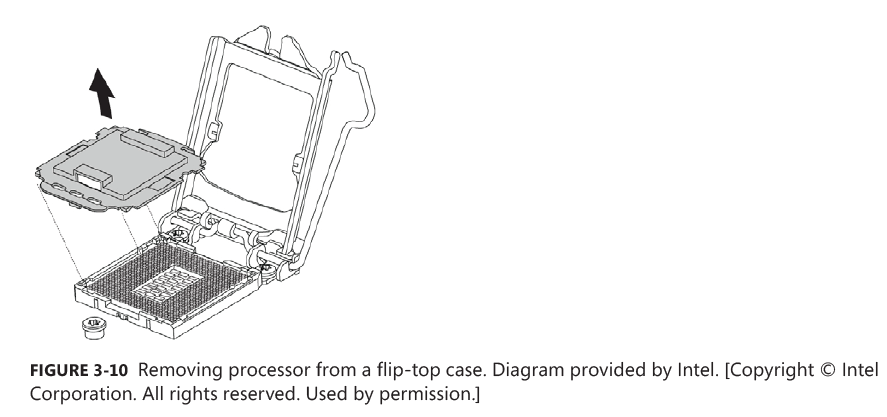 FIGURE 3-10 Removing processor from a flip-top case. Diagram provided by Intel. [Copyright © Intel
Corporation. All rights reserved. Used by permission.]